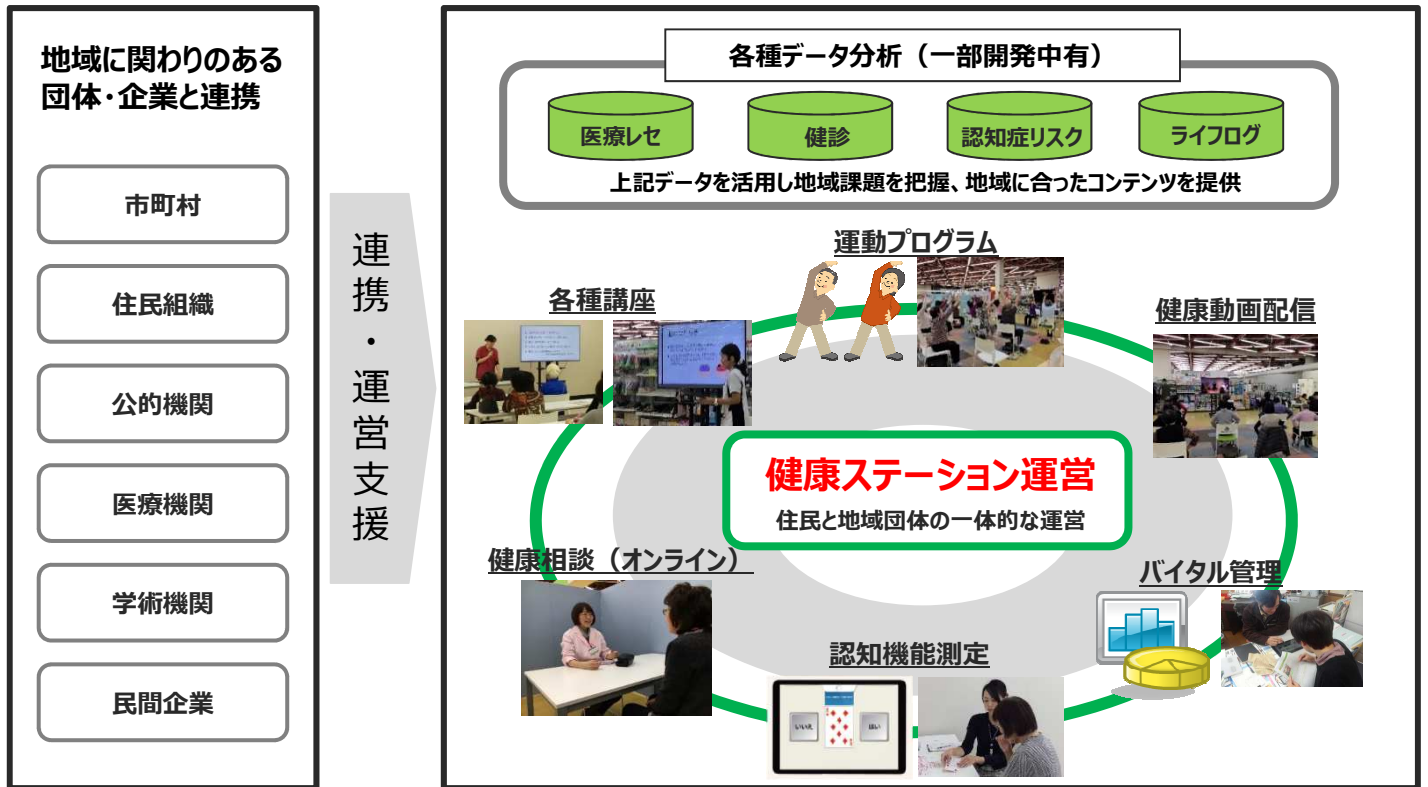 地域に関わりのある
団体・企業と連携
市町村
住民組織
公的機関
医療機関
学術機関
民間企業
連携・運営支援
各種データ分析（一部開発中有）
医療レセ
健診
認知症リスク
ライフログ
上記データを活用し地域課題を把握、地域に合ったコンテンツを提供
運動プログラム
各種講座
健康動画配信
健康ステーション運営
住民と地域団体の一体的な運営
健康相談（オンライン）
バイタル管理
認知機能測定
いいえ
はい